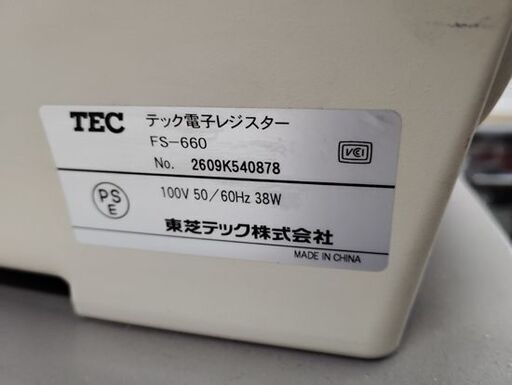 TEC テック電子レジスター
FS-660
No. 2609K540878
VCI
PS
E
100V 50/60Hz 38W
東芝テック株式会社
MADE IN CHINA